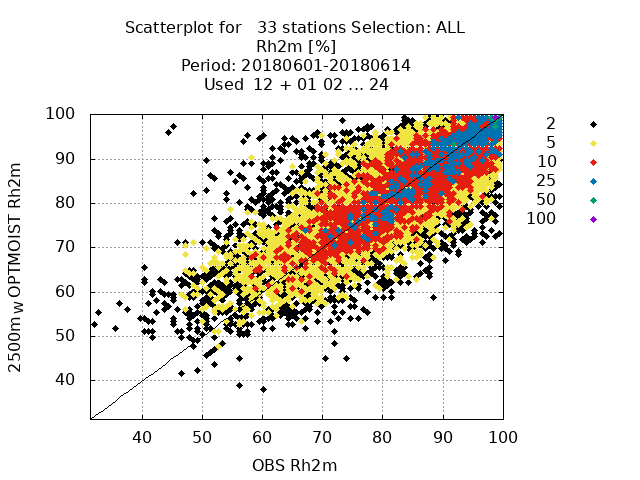 Scatterplot for 33 stations Selection: ALL
Rh2m [%]
Period: 20180601-20180614
Used 12 + 01 02 ... 24
2500mw OPTMOIST Rh2m
100
90
80
70
60
50
40
40 50 60 70 80 90 100
OBS Rh2m
2
5
10
25
50
100